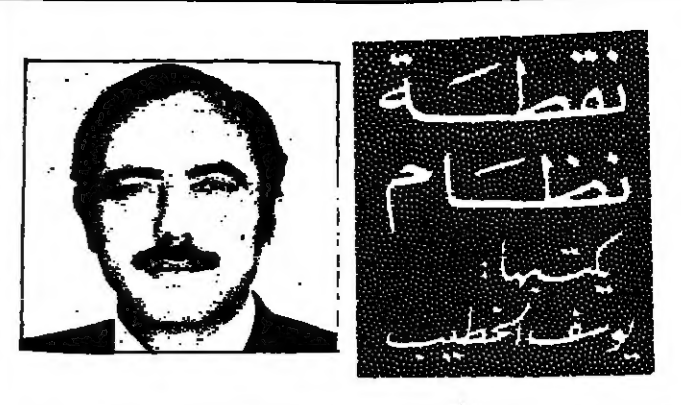 نقطة
نظام
يكتبها:
يوسف الخطيب